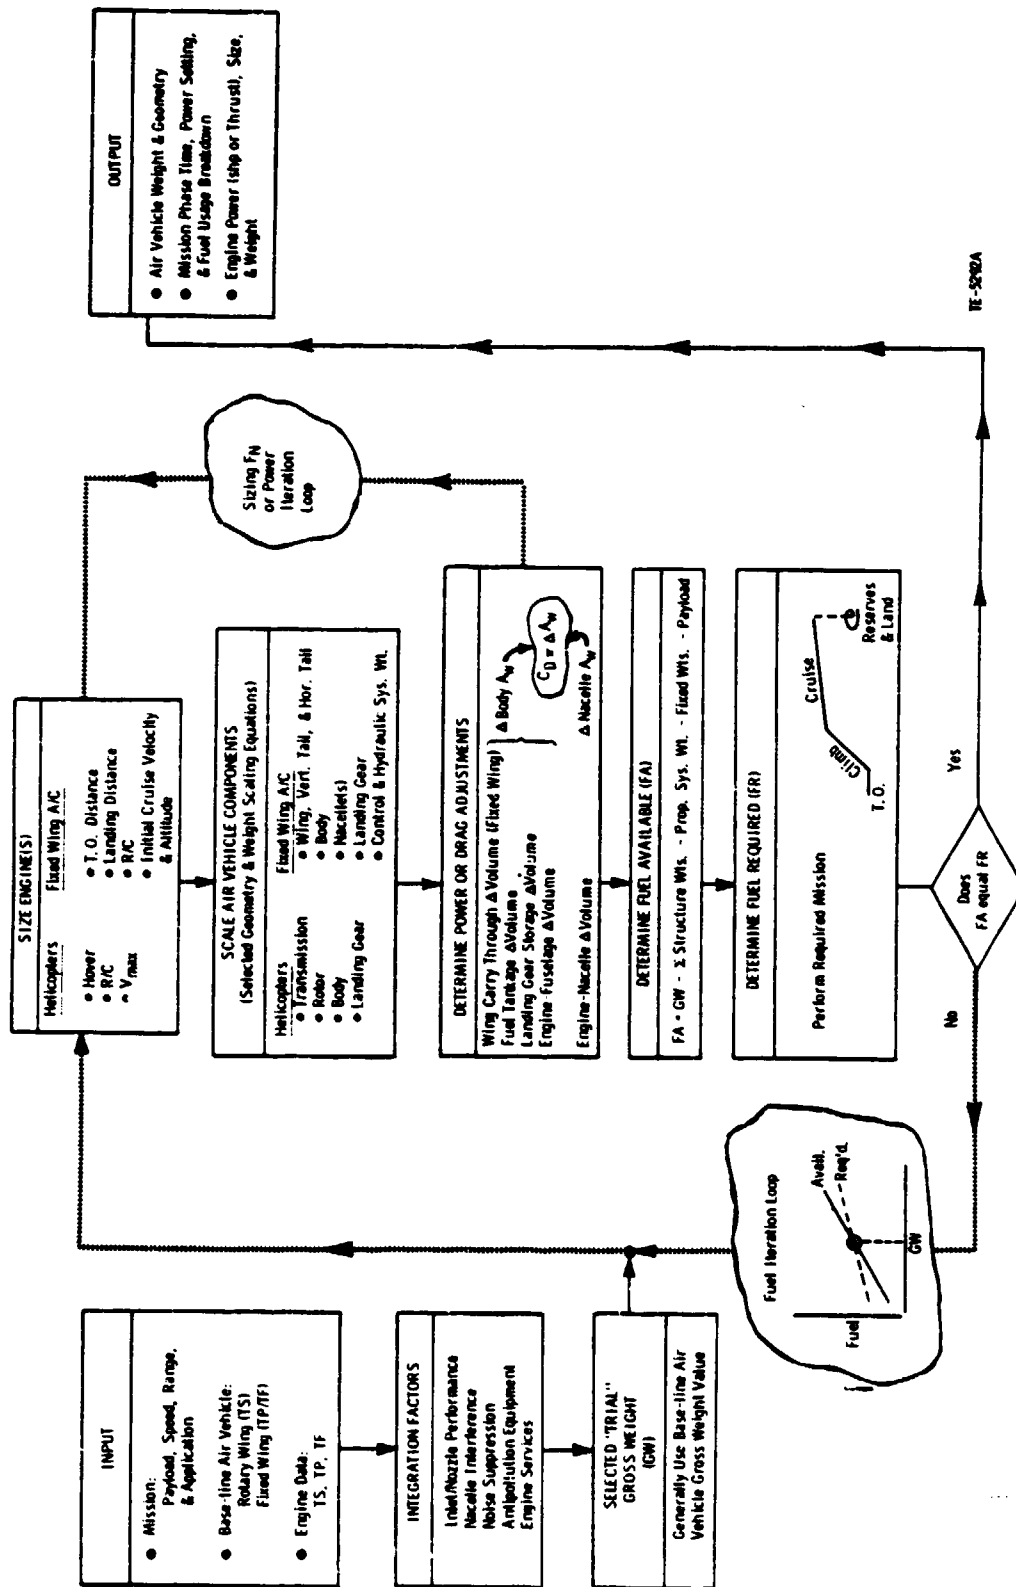 INPUT
● Mission:
Payload, Speed, Range,
& Application
● Base-line Air Vehicle:
Rotary Wing (TS)
Fixed Wing (TP/TF)
● Engine Data:
TS, TP, TF
INTEGRATION FACTORS
Inlet/Nozzle Performance
Nacelle Interference
Noise Suppression
Antipollution Equipment
Engine Services
SELECTED "TRIAL"
GROSS WEIGHT
(GW)
Generally Use Base-line Air
Vehicle Gross Weight Value
Fuel Iteration Loop
Fuel
Avail.
Req'd.
GW
SIZE ENGINE(S)
Helicopters
● Hover
● R/C
● Vmax
Fixed Wing A/C
● T.O. Distance
● Landing Distance
● R/C
● Initial Cruise Velocity
& Altitude
SCALE AIR VEHICLE COMPONENTS
(Selected Geometry & Weight Scaling Equations)
Helicopters
● Transmission
● Rotor
● Body
● Landing Gear
Fixed Wing A/C
● Wing, Vert. Tail, & Hor. Tail
● Body
● Nacelle(s)
● Landing Gear
● Control & Hydraulic Sys. Wt.
DETERMINE POWER OR DRAG ADJUSTMENTS
Wing Carry Through Δ Volume (Fixed Wing)
Fuel Tankage ΔVolume
Landing Gear Storage ΔVolume
Engine-Fuselage ΔVolume
Δ Body AW
CD = Δ AW
Engine-Nacelle ΔVolume
Δ Nacelle AW
DETERMINE FUEL AVAILABLE (FA)
FA = GW - Σ Structure Wts. - Prop. Sys. Wt. - Fixed Wts. - Payload
DETERMINE FUEL REQUIRED (FR)
Perform Required Mission
T.O.
Climb
Cruise
Reserves
& Land
Does
FA equal FR
No
Yes
Sizing FN
or Power
Iteration
Loop
OUTPUT
● Air Vehicle Weight & Geometry
● Mission Phase Time, Power Setting,
& Fuel Usage Breakdown
● Engine Power (shp or Thrust), Size,
& Weight
TE-5292A